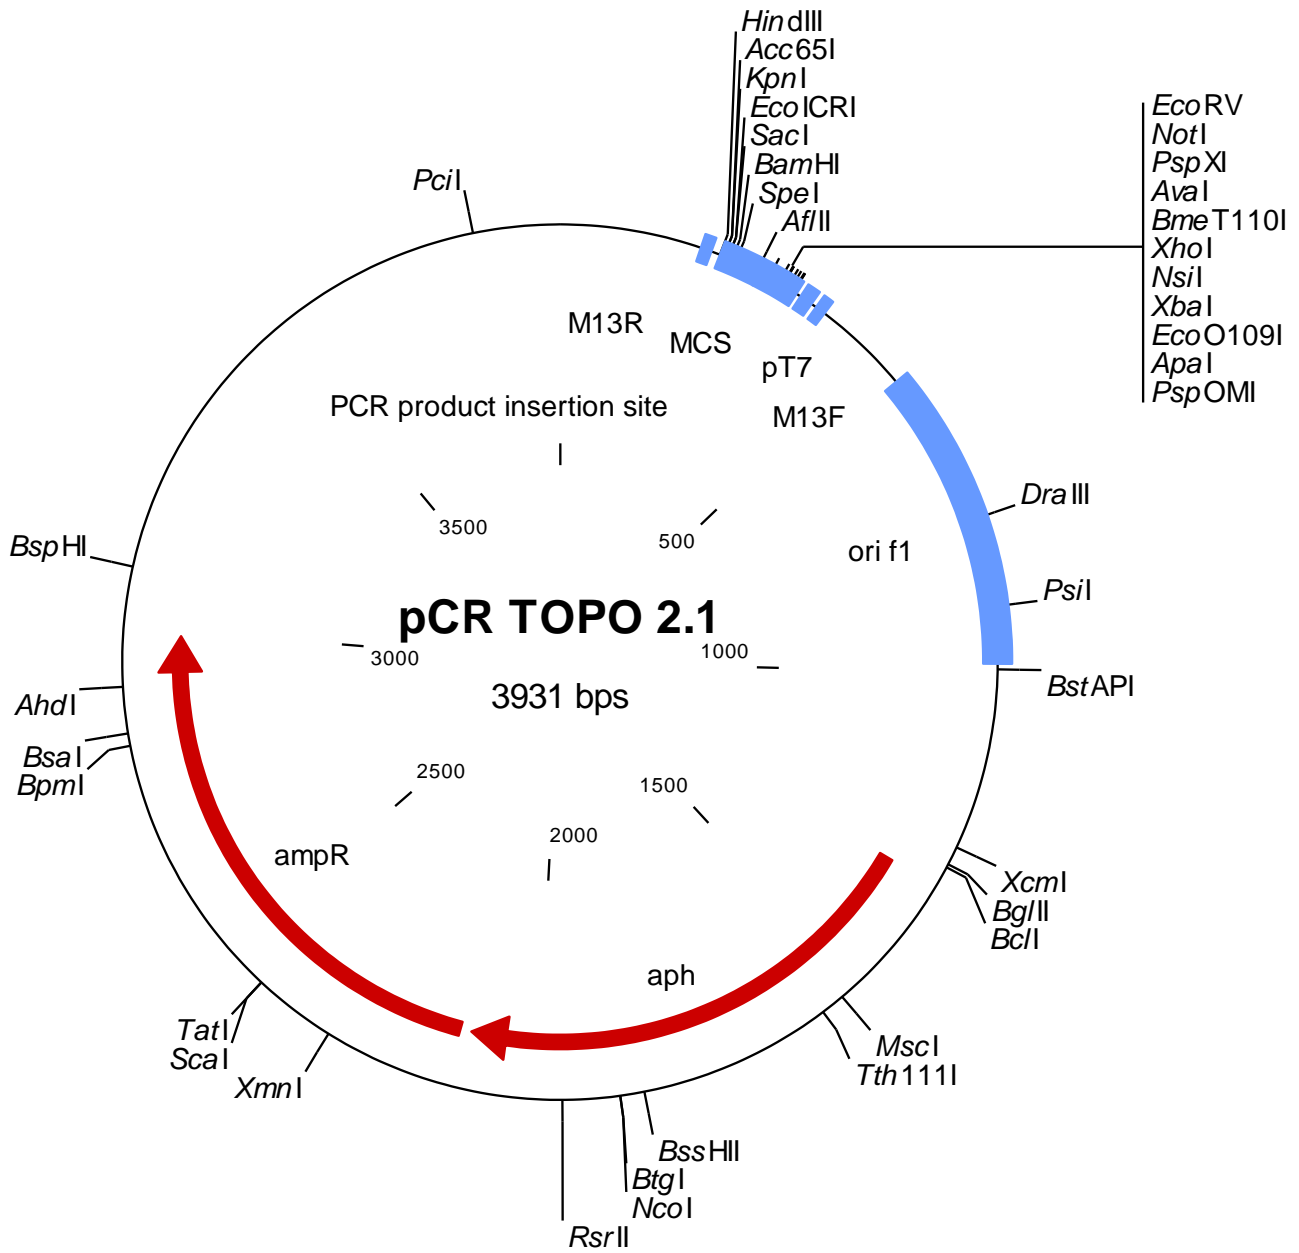 HindIII
Acc65I
KpnI
EcoICRI
SacI
BamHI
SpeI
AflII
EcoRV
NotI
PspXI
AvaI
BmeT110I
XhoI
NsiI
XbaI
EcoO109I
ApaI
PspOMI
PciI
M13R
MCS
pT7
M13F
PCR product insertion site
DraIII
3500
500
ori f1
BspHI
PsiI
pCR TOPO 2.1
3000
1000
3931 bps
BstAPI
AhdI
BsaI
BpmI
2500
1500
2000
ampR
XcmI
BglII
BclI
aph
TatI
ScaI
XmnI
MscI
Tth111I
BssHII
BtgI
NcoI
RsrII